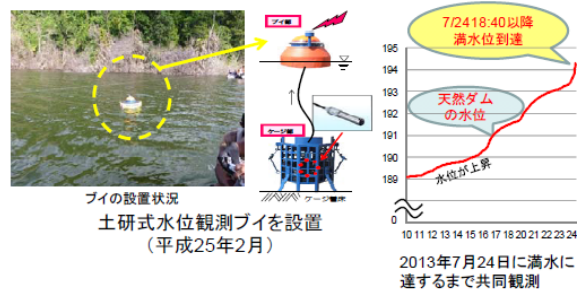 ブイ部
ケージ部
ケージ着床
ブイの設置状況
土研式水位観測ブイを設置
（平成25年2月）
7/2418:40以降
満水位到達
天然ダム
の水位
水位が上昇
195
194
193
192
191
190
189
0
10 11 12 13 14 15 16 17 18 19 20 21 22 23 24
2013年7月24日に満水に
達するまで共同観測